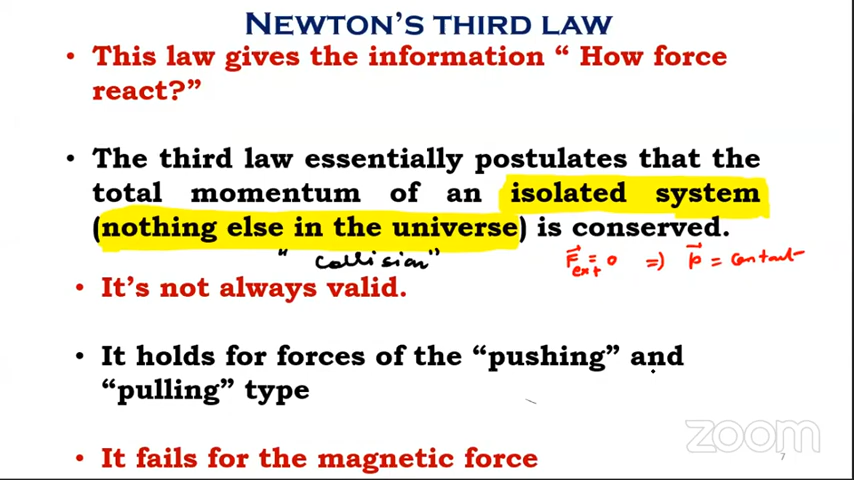 NEWTON'S THIRD LAW
• This law gives the information “ How force
react?”
• The third law essentially postulates that the
total momentum of an isolated system
(nothing else in the universe) is conserved.
" collision"
F⃗ext = 0 => p⃗ = constant
• It's not always valid.
• It holds for forces of the “pushing” and
“pulling” type
• It fails for the magnetic force
zoom
7